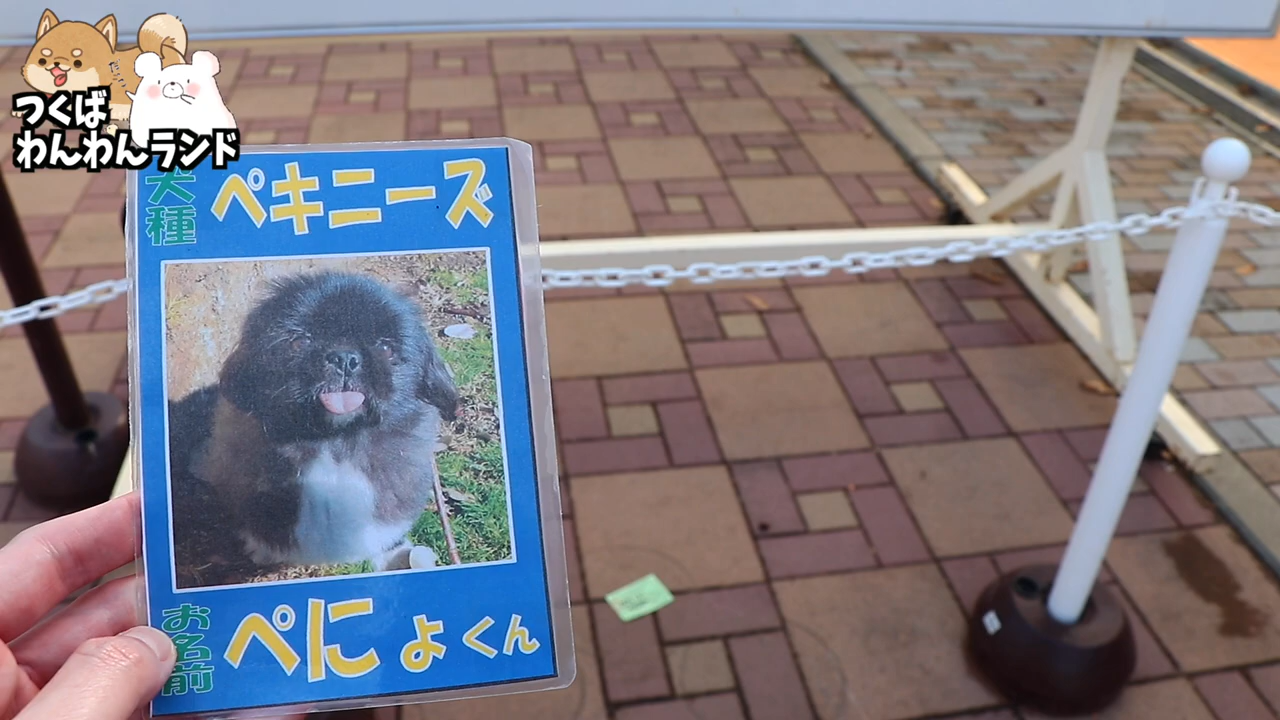 つくば
わんわんランド
犬種
ペキニーズ
お名前
ぺにょくん